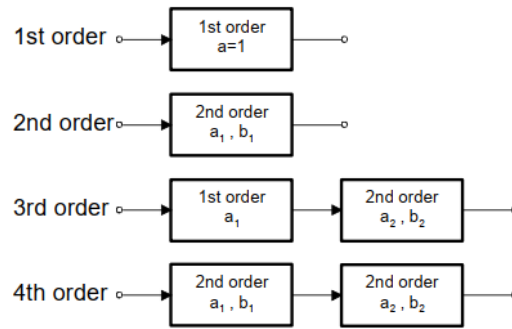 1st order
1st order
a=1
2nd order
2nd order
a₁ , b₁
3rd order
1st order
a₁
2nd order
a₂ , b₂
4th order
2nd order
a₁ , b₁
2nd order
a₂ , b₂